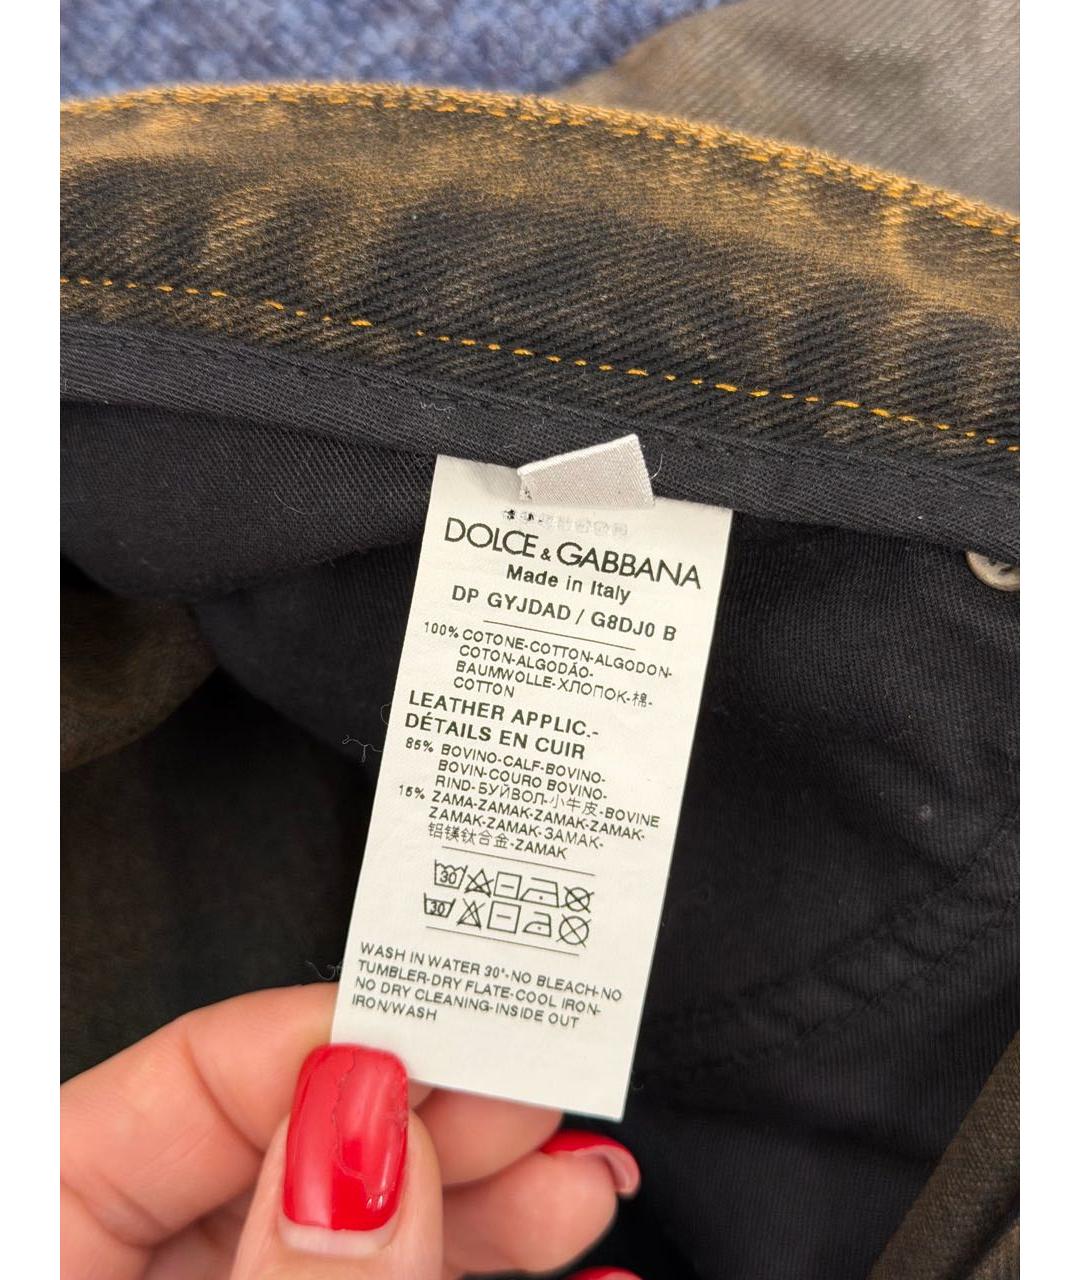 DOLCE & GABBANA
Made in Italy
DP GYJDAD / G8DJ0 B
100% COTONE-COTTON-ALGODON-
COTON-ALGODÃO-
BAUMWOLLE-ХЛОПОК-棉-
COTTON
LEATHER APPLIC.-
DÉTAILS EN CUIR
85% BOVINO-CALF-BOVINO-
BOVIN-COURO BOVINO-
RIND-БУЙВОЛ-小牛皮-BOVINE
15% ZAMA-ZAMAK-ZAMAK-ZAMAK-
ZAMAK-ZAMAK-ЗАМАК-
铝镁钛合金-ZAMAK
30
30
WASH IN WATER 30°-NO BLEACH-NO
TUMBLER-DRY FLATE-COOL IRON-
NO DRY CLEANING-INSIDE OUT
IRON/WASH